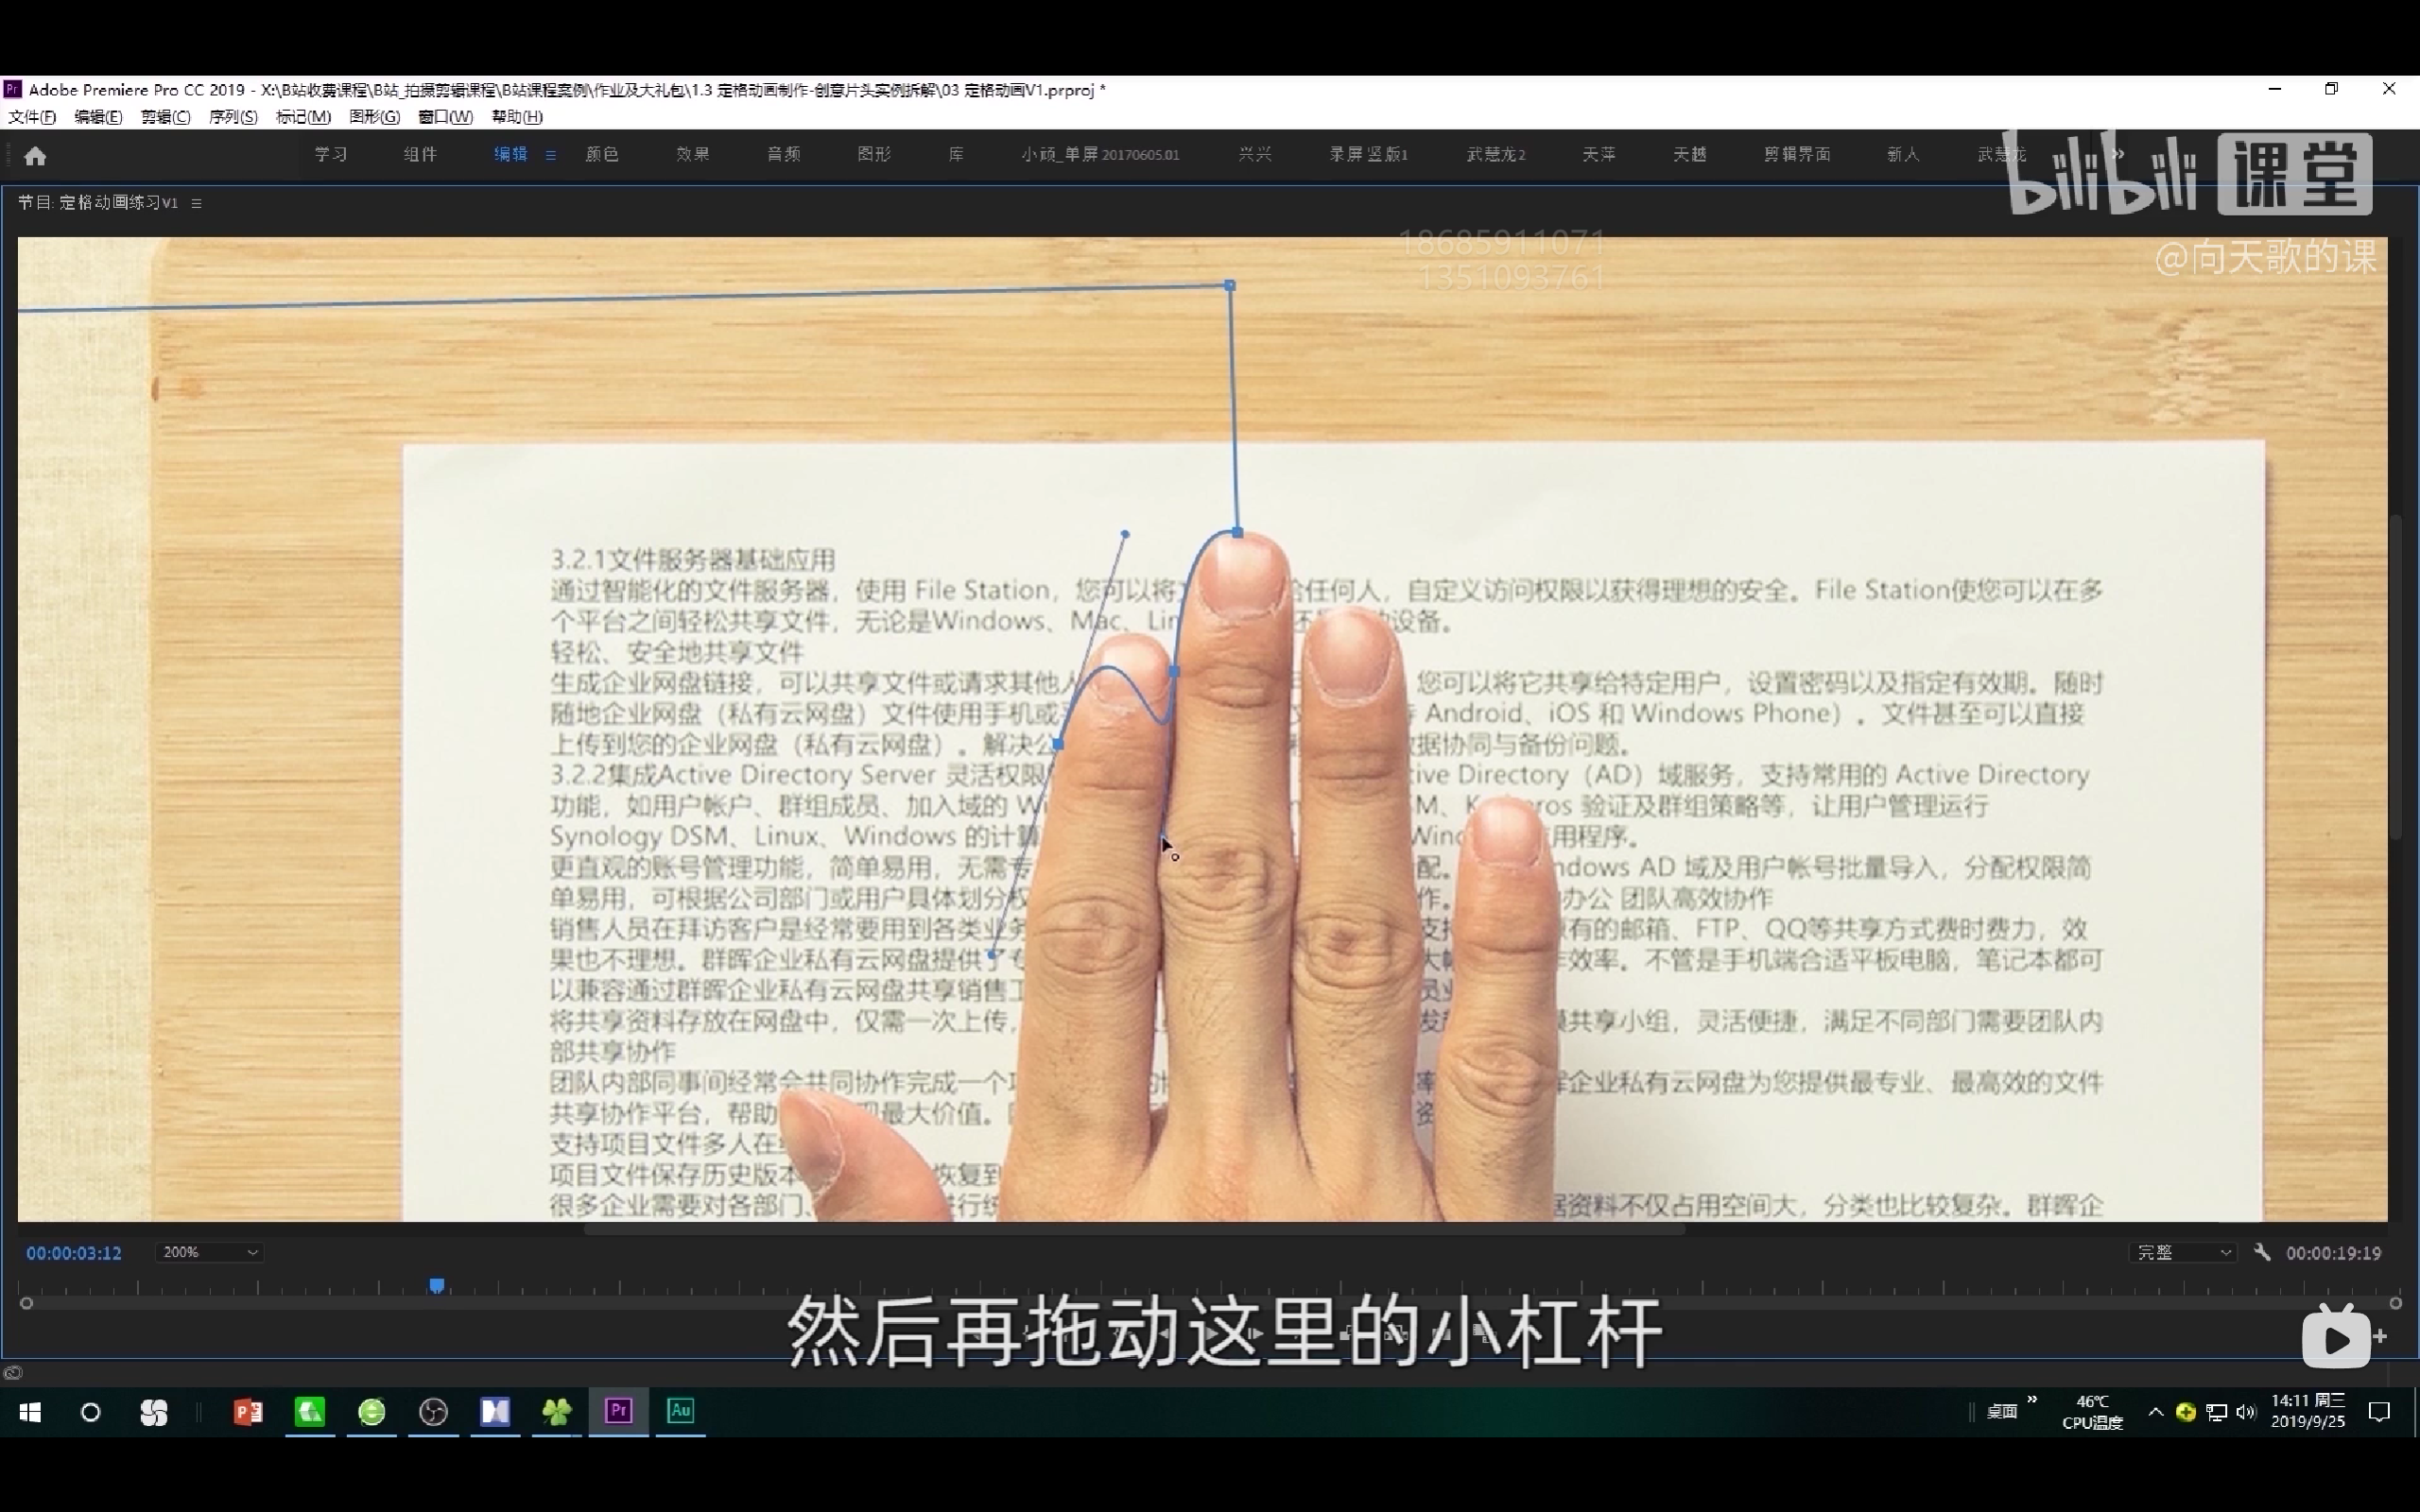 Adobe Premiere Pro CC 2019 - X:\B站收费课程\B站_拍摄剪辑课程\B站课程案例\作业及大礼包\1.3 定格动画制作-创意片头实例拆解\03 定格动画V1.prproj *
文件(F) 编辑(E) 剪辑(C) 序列(S) 标记(M) 图形(G) 窗口(W) 帮助(H)
学习 组件 编辑 颜色 效果 音频 图形 库 小顽_单屏20170605.01 兴兴 录屏竖版1 武慧龙2 天萍 天越 剪辑界面 新人 武慧龙
bilibili 课堂
节目: 定格动画练习V1
18685911071
1351093761
@向天歌的课
3.2.1文件服务器基础应用
通过智能化的文件服务器，使用 File Station，您可以将 任何人，自定义访问权限以获得理想的安全。File Station使您可以在多
个平台之间轻松共享文件，无论是Windows、Mac、Lin 设备。
轻松、安全地共享文件
生成企业网盘链接，可以共享文件或请求其他人 您可以将它共享给特定用户，设置密码以及指定有效期。随时
随地企业网盘（私有云网盘）文件使用手机或 Android、iOS 和 Windows Phone）。文件甚至可以直接
上传到您的企业网盘（私有云网盘）。解决公 据协同与备份问题。
3.2.2集成Active Directory Server 灵活权限 ive Directory（AD）域服务，支持常用的 Active Directory
功能，如用户帐户、群组成员、加入域的 Wi M、K ros 验证及群组策略等，让用户管理运行
Synology DSM、Linux、Windows 的计算 Wind 应用程序。
更直观的账号管理功能，简单易用，无需专 配。 ndows AD 域及用户帐号批量导入，分配权限简
单易用，可根据公司部门或用户具体划分权 作。 办公 团队高效协作
销售人员在拜访客户是经常要用到各类业务 支持 有的邮箱、FTP、QQ等共享方式费时费力，效
果也不理想。群晖企业私有云网盘提供了专 大幅 效率。不管是手机端合适平板电脑，笔记本都可
以兼容通过群晖企业私有云网盘共享销售工 员业
将共享资料存放在网盘中，仅需一次上传， 发 共享小组，灵活便捷，满足不同部门需要团队内
部共享协作
团队内部同事间经常会共同协作完成一个项 率 企业私有云网盘为您提供最专业、最高效的文件
共享协作平台，帮助 现最大价值。 资
支持项目文件多人在
项目文件保存历史版本 恢复到
很多企业需要对各部门、 进行统 据资料不仅占用空间大，分类也比较复杂。群晖企
00:00:03:12 200% 完整 00:00:19:19
然后再拖动这里的小杠杆
桌面 46℃ 14:11 周三
CPU温度 2019/9/25